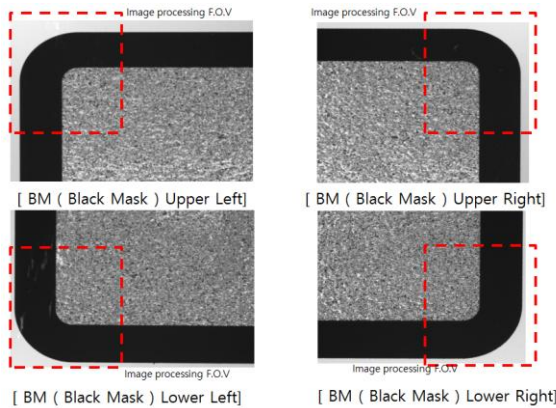 Image processing F.O.V
Image processing F.O.V
[ BM ( Black Mask ) Upper Left]
[ BM ( Black Mask ) Upper Right]
Image processing F.O.V
Image processing F.O.V
[ BM ( Black Mask ) Lower Left]
[ BM ( Black Mask ) Lower Right]